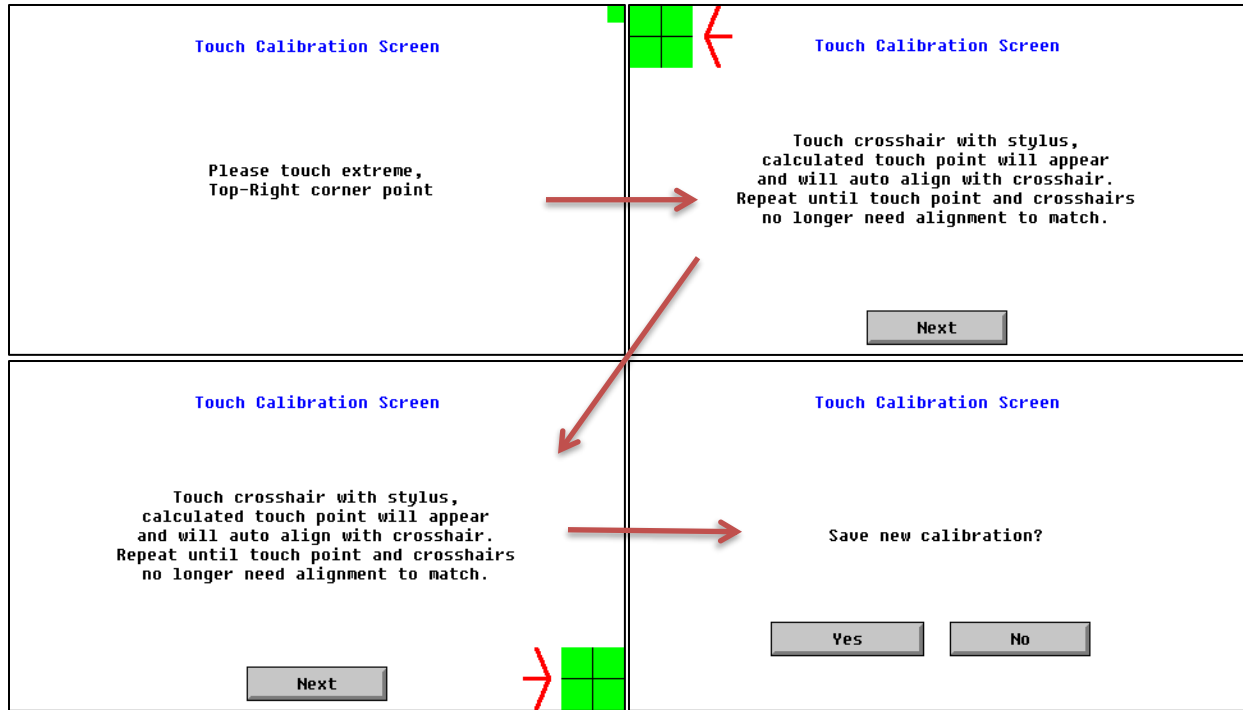 Touch Calibration Screen
Please touch extreme,
Top-Right corner point
Touch Calibration Screen
Touch crosshair with stylus,
calculated touch point will appear
and will auto align with crosshair.
Repeat until touch point and crosshairs
no longer need alignment to match.
Next
Touch Calibration Screen
Touch crosshair with stylus,
calculated touch point will appear
and will auto align with crosshair.
Repeat until touch point and crosshairs
no longer need alignment to match.
Next
Touch Calibration Screen
Save new calibration?
Yes No